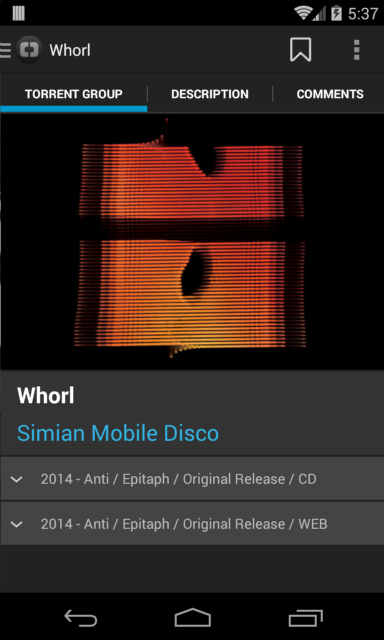 5:37
Whorl
TORRENT GROUP
DESCRIPTION
COMMENTS
Whorl
Simian Mobile Disco
2014 - Anti / Epitaph / Original Release / CD
2014 - Anti / Epitaph / Original Release / WEB